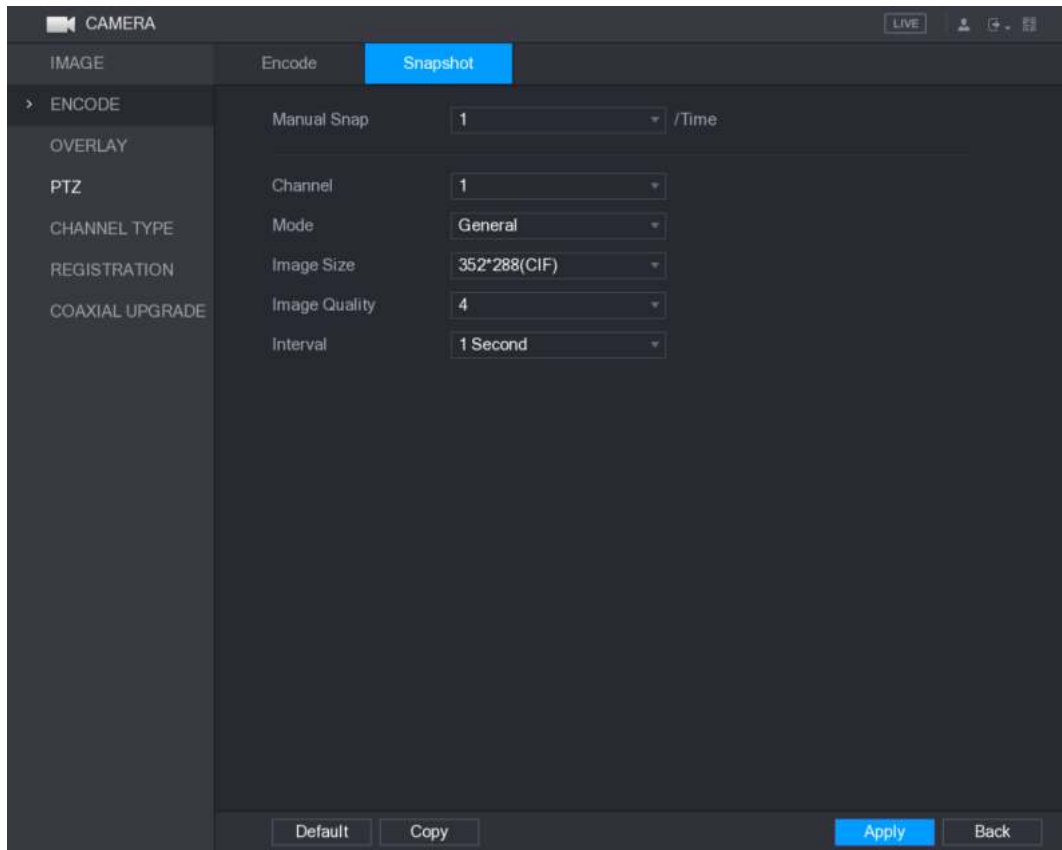 CAMERA LIVE
IMAGE
ENCODE
OVERLAY
PTZ
CHANNEL TYPE
REGISTRATION
COAXIAL UPGRADE
Encode Snapshot
Manual Snap 1 /Time
Channel 1
Mode General
Image Size 352*288(CIF)
Image Quality 4
Interval 1 Second
Default Copy Apply Back